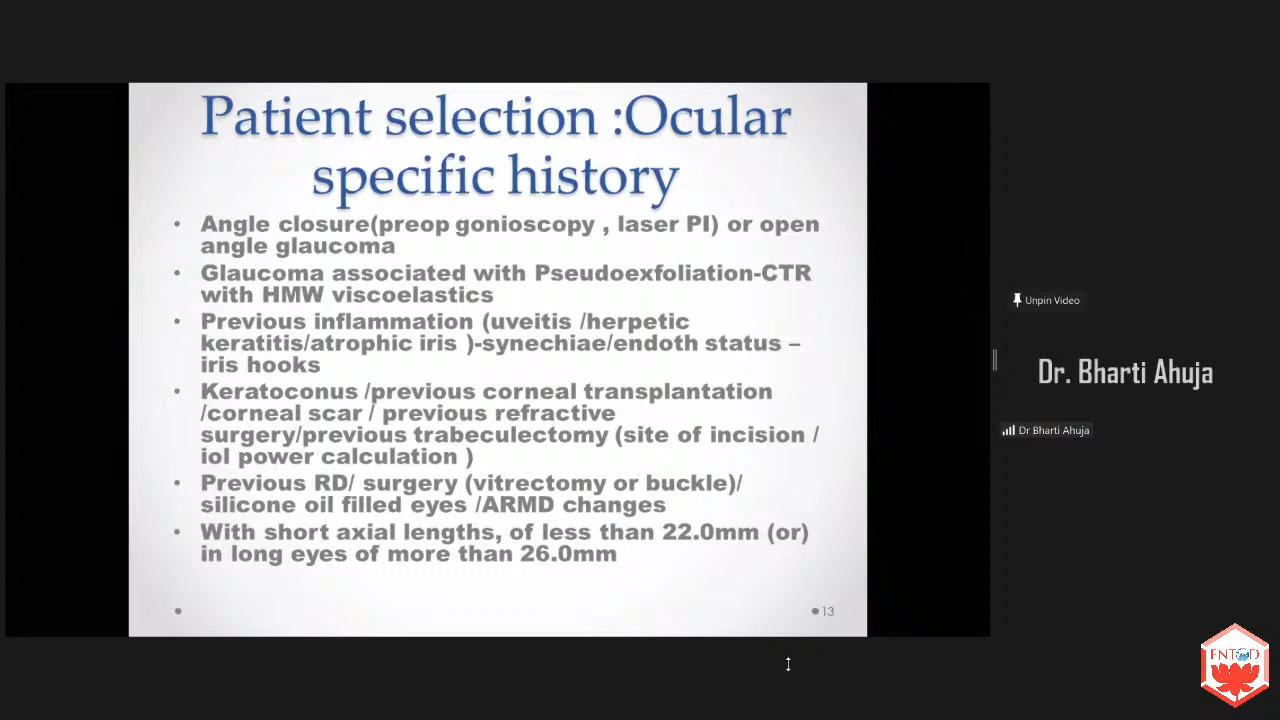 Patient selection :Ocular
specific history
• Angle closure(preop gonioscopy , laser PI) or open
angle glaucoma
• Glaucoma associated with Pseudoexfoliation-CTR
with HMW viscoelastics
• Previous inflammation (uveitis /herpetic
keratitis/atrophic iris )-synechiae/endoth status –
iris hooks
• Keratoconus /previous corneal transplantation
/corneal scar / previous refractive
surgery/previous trabeculectomy (site of incision /
iol power calculation )
• Previous RD/ surgery (vitrectomy or buckle)/
silicone oil filled eyes /ARMD changes
• With short axial lengths, of less than 22.0mm (or)
in long eyes of more than 26.0mm
13
Unpin Video
Dr. Bharti Ahuja
Dr Bharti Ahuja
ENTOD